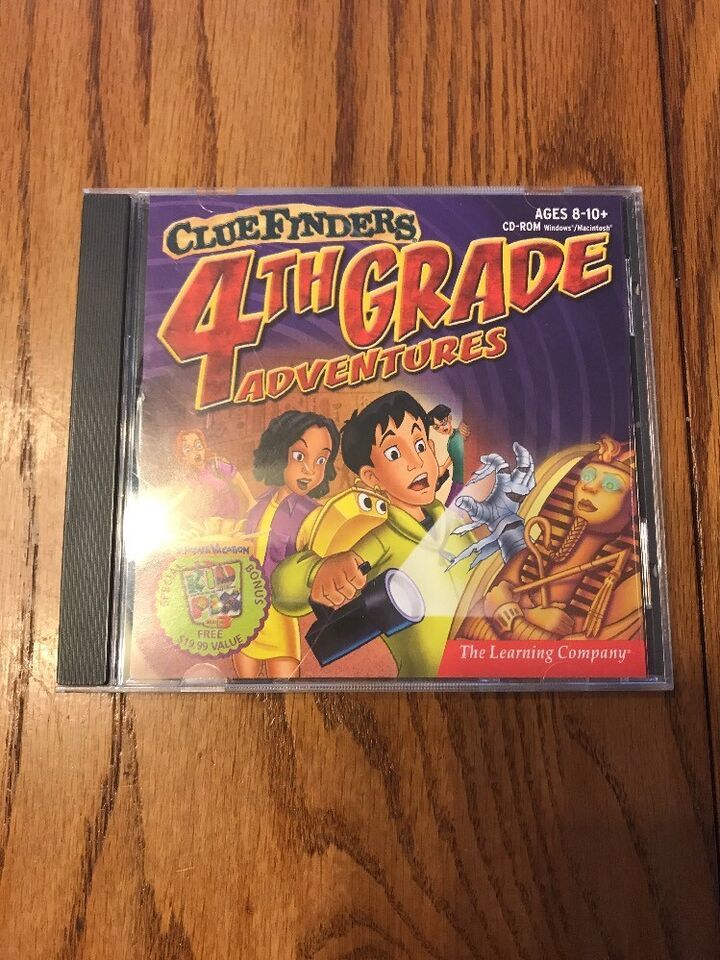 CLUEFINDERS®
AGES 8-10+
CD-ROM Windows®/Macintosh®
4TH GRADE
ADVENTURES
VACATION
BONUS
FREE
$19.99 VALUE
The Learning Company®